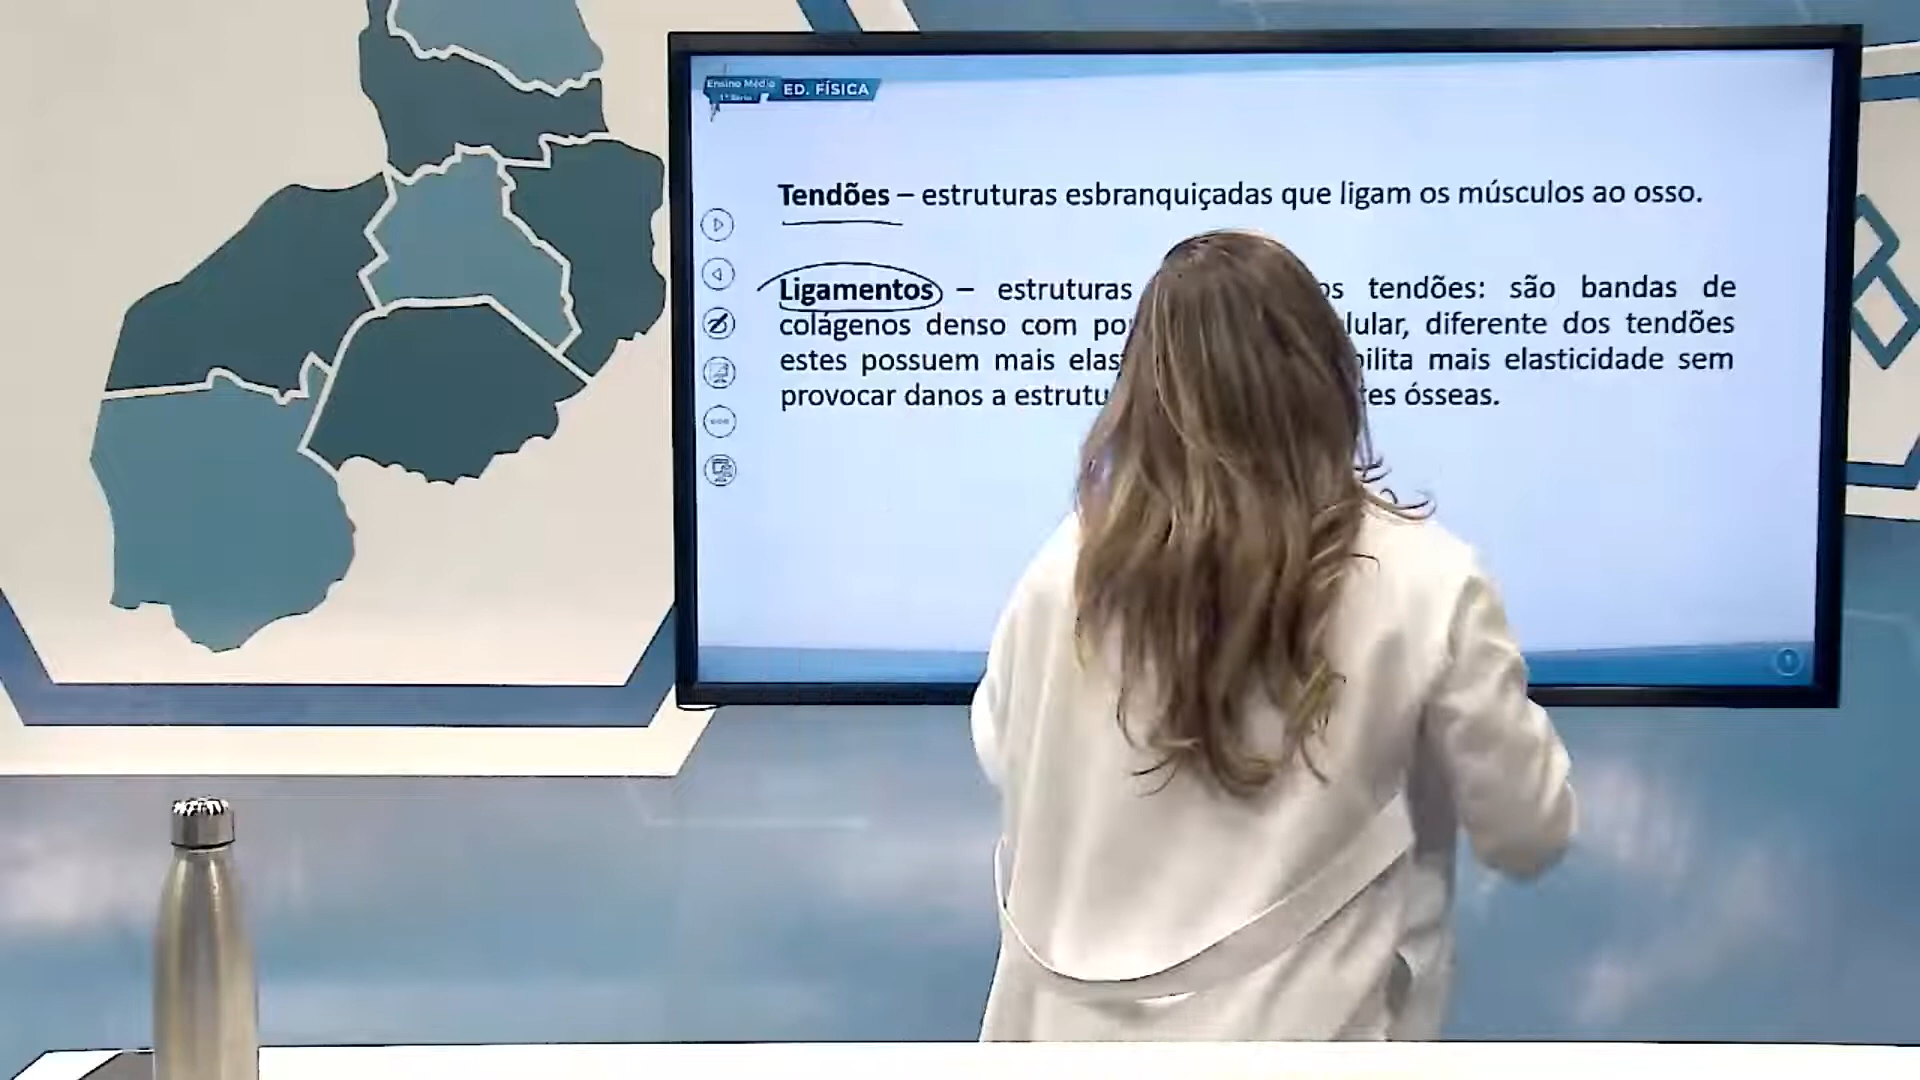 Ensino Médio
1ª Série
ED. FÍSICA
Tendões – estruturas esbranquiçadas que ligam os músculos ao osso.
Ligamentos – estruturas os tendões: são bandas de
colágenos denso com diferente dos tendões
estes possuem mais mais elasticidade sem
provocar danos a ósseas.